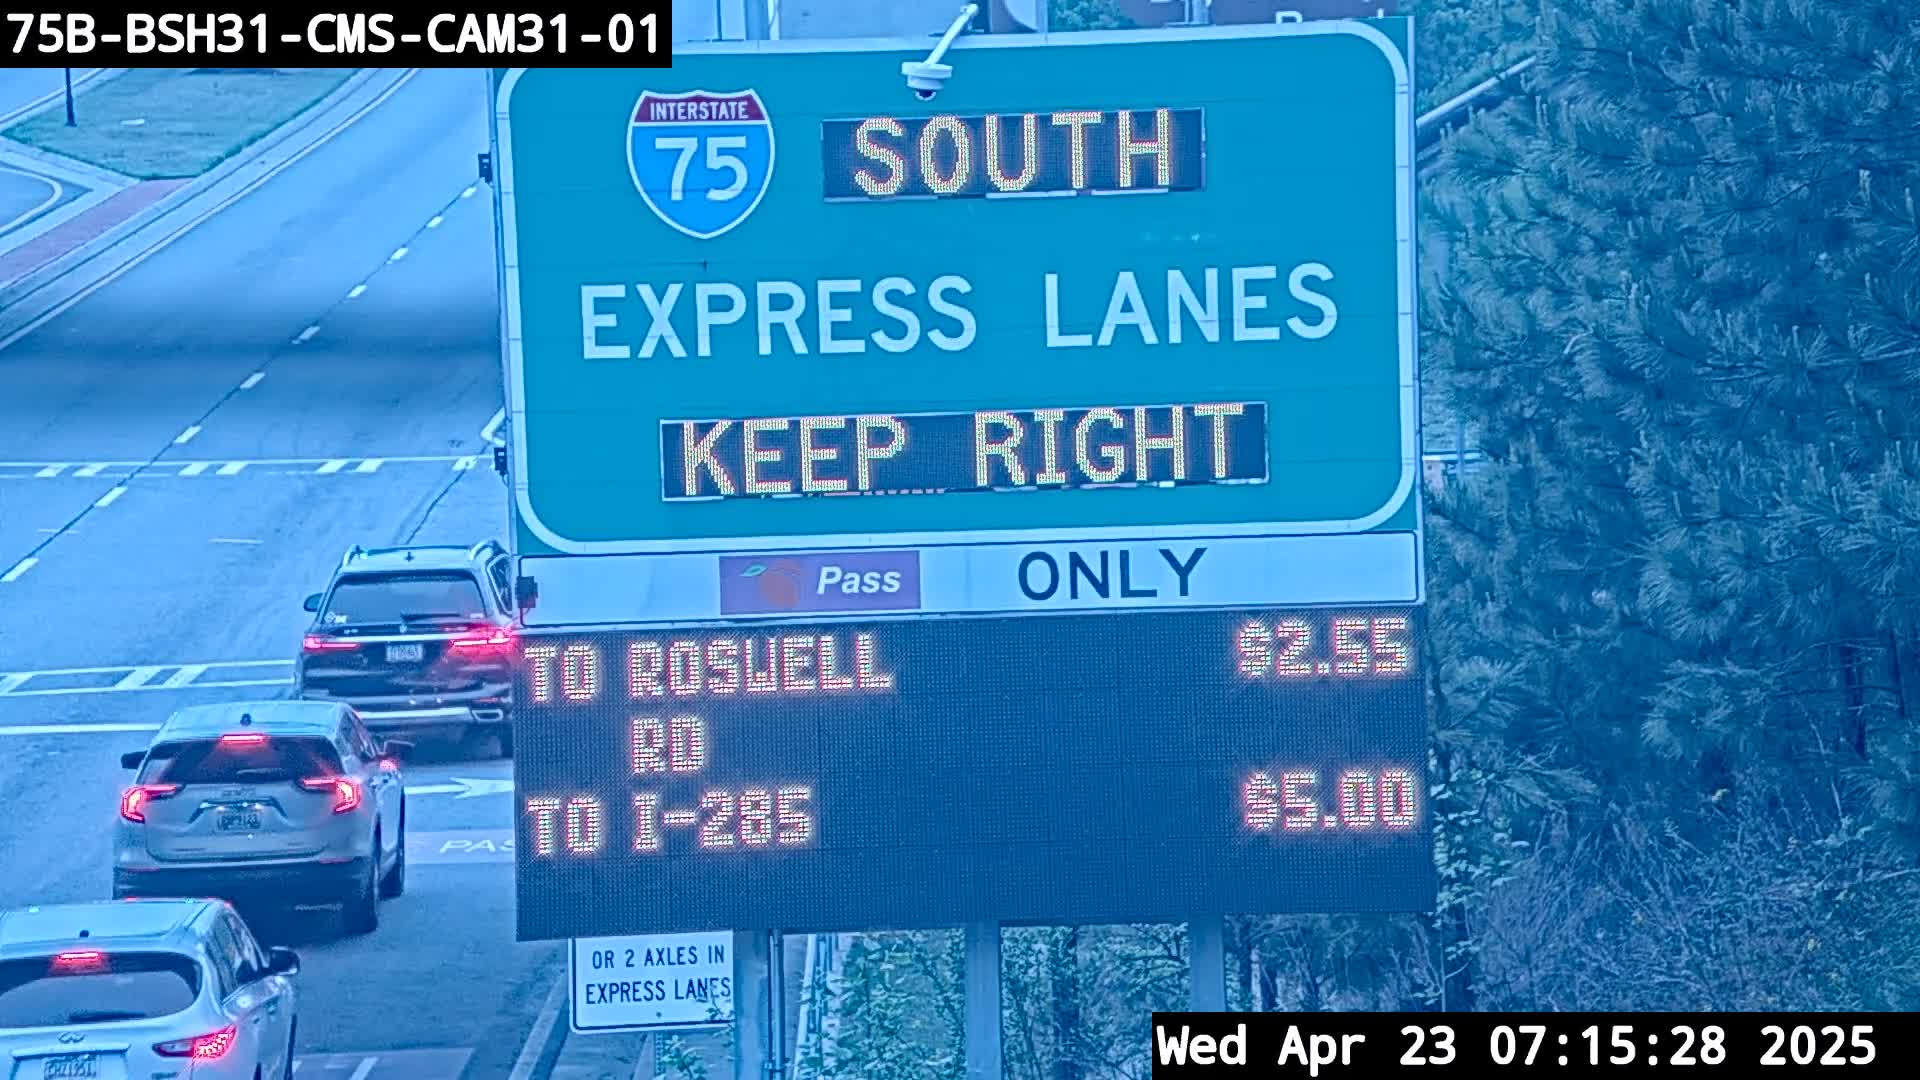 75B-BSH31-CMS-CAM31-01
INTERSTATE
75
SOUTH
EXPRESS LANES
KEEP RIGHT
Pass ONLY
TO ROSWELL $2.55
RD
TO I-285 $5.00
OR 2 AXLES IN
EXPRESS LANES
Wed Apr 23 07:15:28 2025